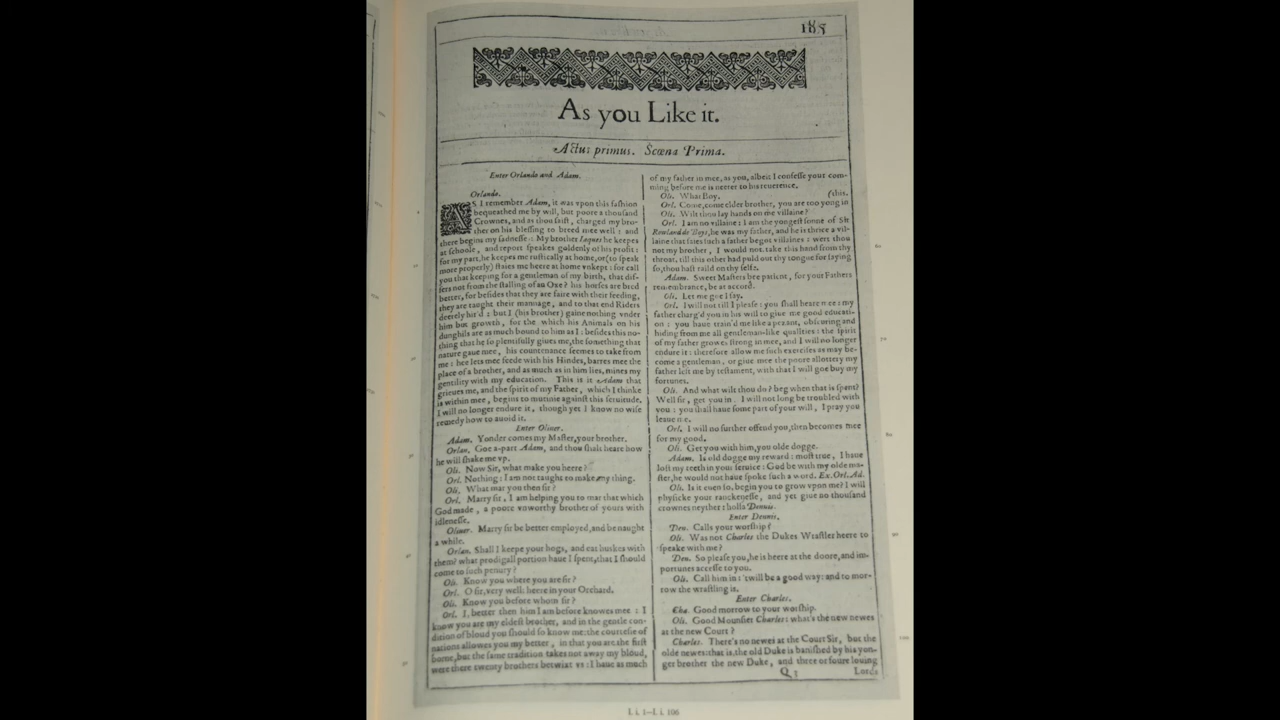 185
As you Like it.
Actus primus. Scœna Prima.
Enter Orlando and Adam.
Orlando.
AS I remember Adam, it was vpon this fashion
bequeathed me by will, but poore a thousand
Crownes, and as thou saist, charged my bro-
ther on his blessing to breed mee well : and
there begins my sadnesse : My brother Iaques he keepes
at schoole, and report speakes goldenly of his profit :
for my part, he keepes me rustically at home, or (to speak
more properly) staies me heere at home vnkept : for call
you that keeping for a gentleman of my birth, that dif-
fers not from the stalling of an Oxe? his horses are bred
better, for besides that they are faire with their feeding,
they are taught their mannage, and to that end Riders
deerely hir'd : but I (his brother) gaine nothing vnder
him but growth, for the which his Animals on his
dunghils are as much bound to him as I : besides this no-
thing that he so plentifully giues me, the something that
nature gaue mee, his countenance seemes to take from
me : hee lets mee feede with his Hindes, barres mee the
place of a brother, and as much as in him lies, mines my
gentility with my education. This is it Adam that
grieues me, and the spirit of my Father, which I thinke
is within mee, begins to mutinie against this seruitude.
I will no longer endure it, though yet I know no wise
remedy how to auoid it.
Enter Oliuer.
Adam. Yonder comes my Master, your brother.
Orlan. Goe a-part Adam, and thou shalt heare how
he will shake me vp.
Oli. Now Sir, what make you heere?
Orl. Nothing : I am not taught to make any thing.
Oli. What mar you then sir?
Orl. Marry sir, I am helping you to mar that which
God made, a poore vnworthy brother of yours with
idlenesse.
Oliuer. Marry sir be better employed, and be naught
a while.
Orlan. Shall I keepe your hogs, and eat huskes with
them? what prodigall portion haue I spent, that I should
come to such penury?
Oli. Know you where you are sir?
Orl. O sir, very well : heere in your Orchard.
Oli. Know you before whom sir?
Orl. I, better then him I am before knowes mee : I
know you are my eldest brother, and in the gentle con-
dition of bloud you should so know me : the courtesie of
nations allowes you my better, in that you are the first
borne, but the same tradition takes not away my bloud,
were there twenty brothers betwixt vs : I haue as much
of my father in mee, as you, albeit I confesse your com-
ming before me is neerer to his reuerence.
Oli. What Boy.
(this.
Orl. Come, come elder brother, you are too yong in
Oli. Wilt thou lay hands on me villaine?
Orl. I am no villaine : I am the yongest sonne of Sir
Rowland de Boys, he was my father, and he is thrice a vil-
laine that saies such a father begot villaines : wert thou
not my brother, I would not take this hand from thy
throat, till this other had puld out thy tongue for saying
so, thou hast raild on thy selfe.
Adam. Sweet Masters bee patient, for your Fathers
remembrance, be at accord.
Oli. Let me goe I say.
Orl. I will not till I please : you shall heare mee : my
father charg'd you in his will to giue me good educati-
on : you haue train'd me like a pezant, obscuring and
hiding from me all gentleman-like qualities : the spirit
of my father growes strong in mee, and I will no longer
endure it : therefore allow me such exercises as may be-
come a gentleman, or giue mee the poore allottery my
father left me by testament, with that I will goe buy my
fortunes.
Oli. And what wilt thou do? beg when that is spent?
Well sir, get you in. I will not long be troubled with
you : you shall haue some part of your will, I pray you
leaue me.
Orl. I will no further offend you, then becomes mee
for my good.
Oli. Get you with him, you olde dogge.
Adam. Is old dogge my reward : most true, I haue
lost my teeth in your seruice : God be with my olde ma-
ster, he would not haue spoke such a word. Ex. Orl. Ad.
Oli. Is it euen so, begin you to grow vpon me? I will
physicke your ranckenesse, and yet giue no thousand
crownes neyther : holla Dennis.
Enter Dennis.
Den. Calls your worship?
Oli. Was not Charles the Dukes Wrastler heere to
speake with me?
Den. So please you, he is heere at the doore, and im-
portunes accesse to you.
Oli. Call him in : 'twill be a good way : and to mor-
row the wrastling is.
Enter Charles.
Cha. Good morrow to your worship.
Oli. Good Mounsier Charles : what's the new newes
at the new Court?
Charles. There's no newes at the Court Sir, but the
olde newes : that is, the old Duke is banished by his yon-
ger brother the new Duke, and three or foure louing
Q3
Lords
I. i. 1—I. i. 106